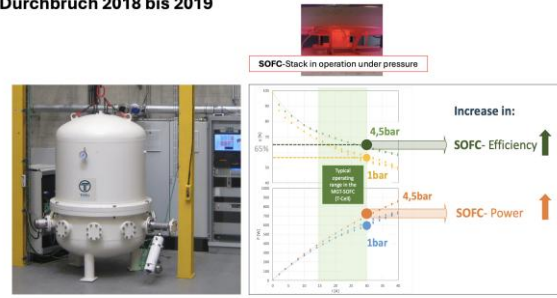 Durchbruch 2018 bis 2019
SOFC-Stack in operation under pressure
Increase in:
4,5bar
65%
SOFC- Efficiency
1bar
Typical
operating
range in the
MGT-SOFC
(T-Cell)
4,5bar
SOFC- Power
1bar